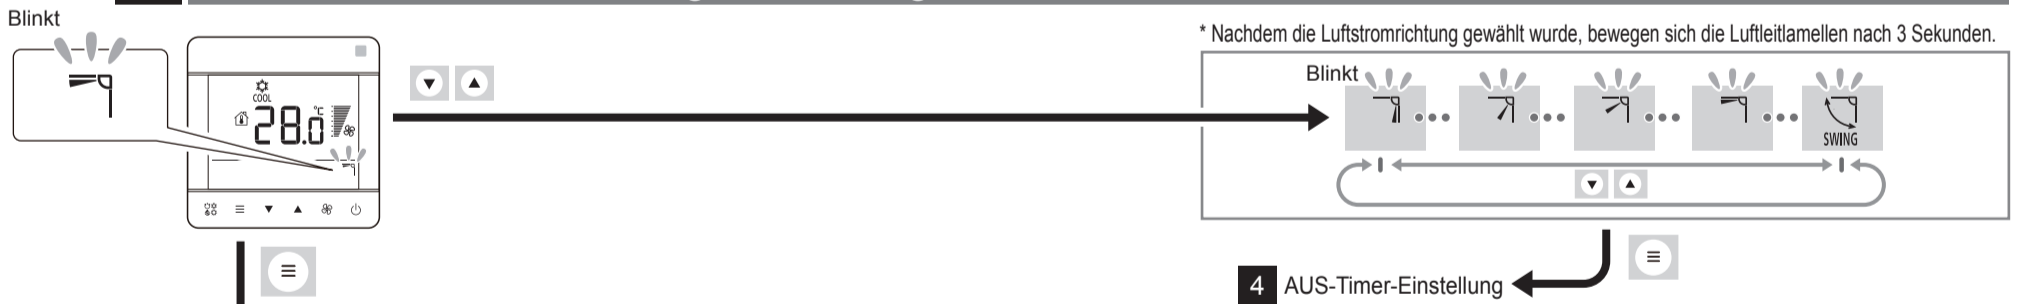 Blinkt
* Nachdem die Luftstromrichtung gewählt wurde, bewegen sich die Luftleitlamellen nach 3 Sekunden.
Blinkt
COOL
28.0 °C
SWING
4 AUS-Timer-Einstellung